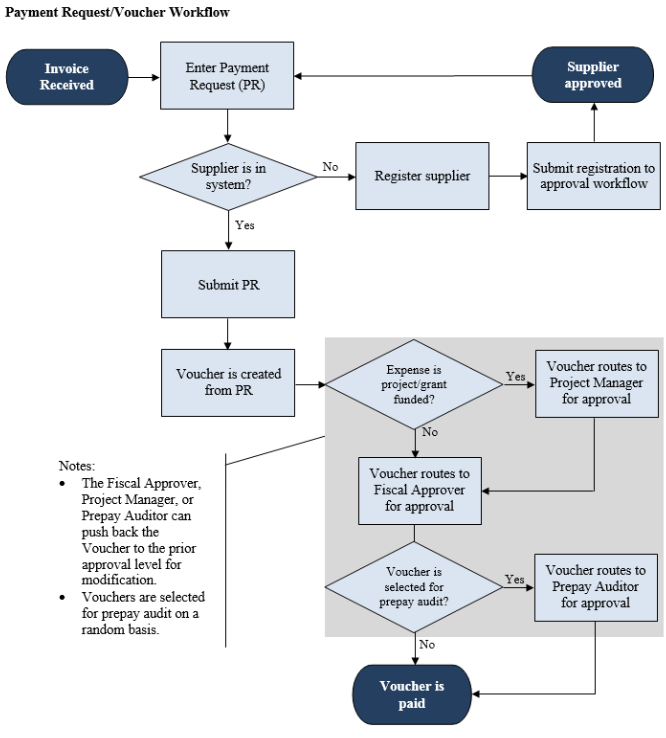 Payment Request/Voucher Workflow
Invoice
Received
Enter Payment
Request (PR)
Supplier
approved
Supplier is in
system?
No
Register supplier
Submit registration to
approval workflow
Yes
Submit PR
Voucher is created
from PR
Expense is
project/grant
funded?
Yes
Voucher routes to
Project Manager
for approval
No
Voucher routes to
Fiscal Approver
for approval
Notes:
• The Fiscal Approver,
Project Manager, or
Prepay Auditor can
push back the
Voucher to the prior
approval level for
modification.
• Vouchers are selected
for prepay audit on a
random basis.
Voucher is
selected for
prepay audit?
Yes
Voucher routes to
Prepay Auditor
for approval
No
Voucher is
paid